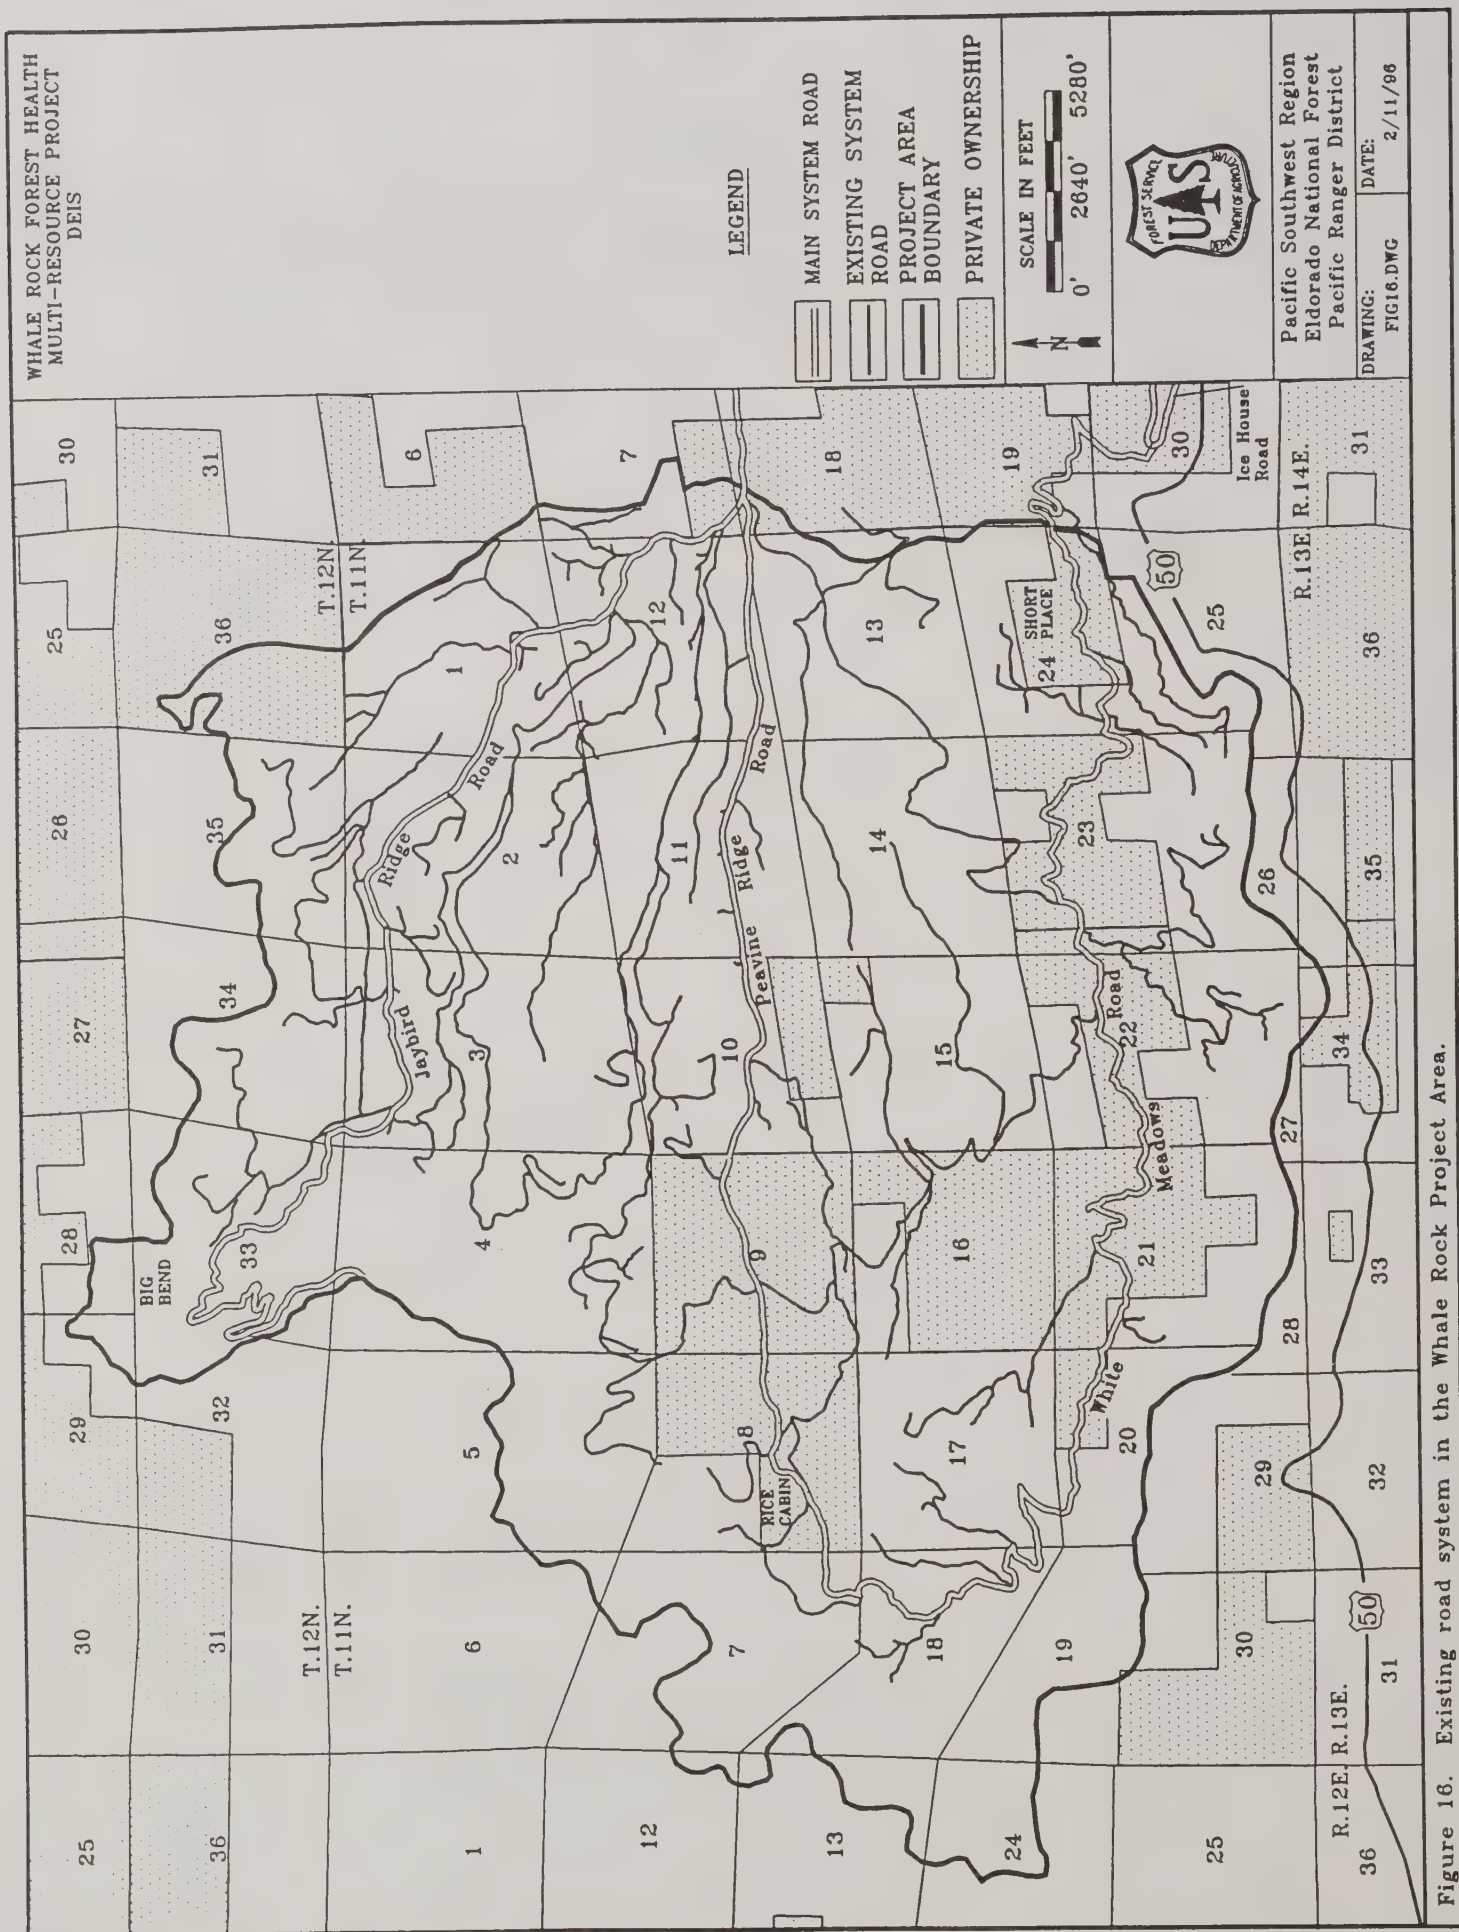 WHALE ROCK FOREST HEALTH
MULTI-RESOURCE PROJECT
DEIS
LEGEND
MAIN SYSTEM ROAD
EXISTING SYSTEM
ROAD
PROJECT AREA
BOUNDARY
PRIVATE OWNERSHIP
SCALE IN FEET
0' 2640' 5280'
N
FOREST SERVICE
U S
DEPARTMENT OF AGRICULTURE
Pacific Southwest Region
Eldorado National Forest
Pacific Ranger District
DRAWING:
FIG16.DWG
DATE:
2/11/96
25 30 29 28 27 26 25 30
36 31 32 33 34 35 36 31
BIG
BEND
T.12N.
T.11N.
T.12N.
T.11N.
1 6 5 4 3 2 1 6
Jaybird Ridge Road
12 7 8 9 10 11 12 7
RICE
CABIN
Peavine Ridge Road
13 18 17 16 15 14 13 18
24 19 20 21 22 23 24 19
SHORT
PLACE
White Meadows Road
25 30 29 28 27 26 25 30
Ice House
Road
50
R.12E. R.13E.
R.13E. R.14E.
36 31 32 33 34 35 36 31
50
Figure 16. Existing road system in the Whale Rock Project Area.